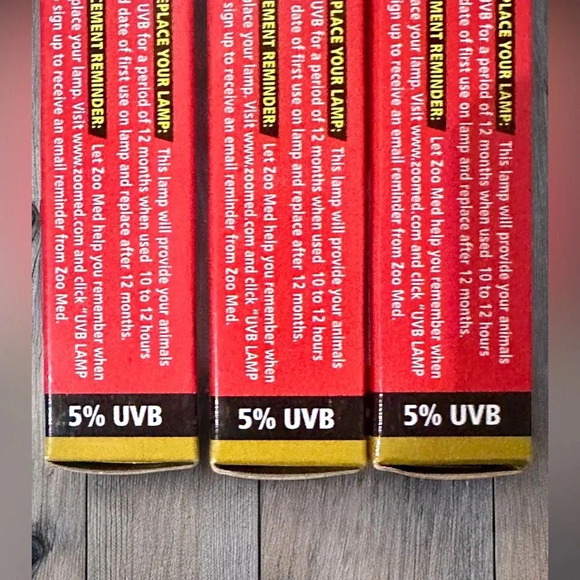 YOUR LAMP: This lamp will provide your animals
UVB for a period of 12 months when used 10 to 12 hours
date of first use on lamp and replace after 12 months.
REMINDER: Let Zoo Med help you remember when
your lamp. Visit www.zoomed.com and click "UVB LAMP
sign up to receive an email reminder from Zoo Med.
5% UVB
YOUR LAMP: This lamp will provide your animals
UVB for a period of 12 months when used 10 to 12 hours
date of first use on lamp and replace after 12 months.
REMINDER: Let Zoo Med help you remember when
your lamp. Visit www.zoomed.com and click "UVB LAMP
sign up to receive an email reminder from Zoo Med.
5% UVB
YOUR LAMP: This lamp will provide your animals
UVB for a period of 12 months when used 10 to 12 hours
date of first use on lamp and replace after 12 months.
REMINDER: Let Zoo Med help you remember when
your lamp. Visit www.zoomed.com and click "UVB LAMP
sign up to receive an email reminder from Zoo Med.
5% UVB